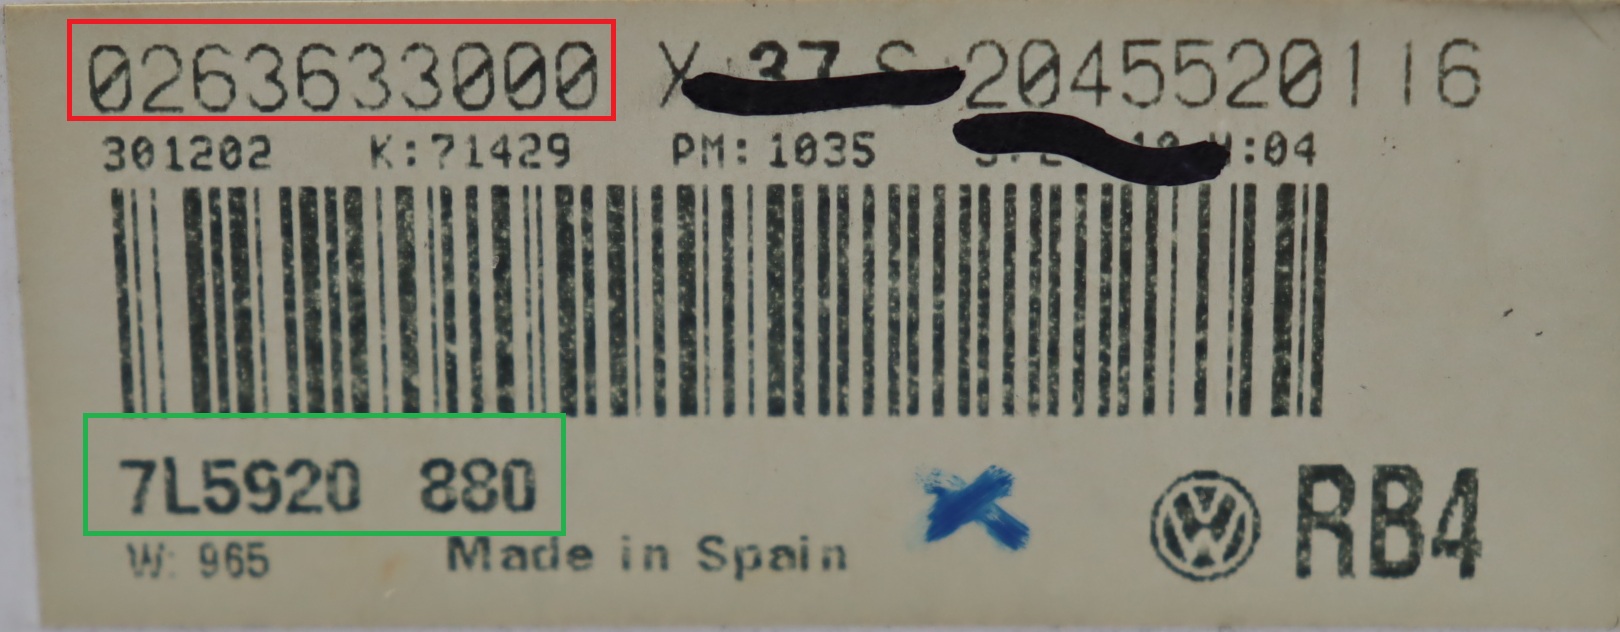 0263633000 2045520116
301202 K:71429 PM:1035 :04
7L5920 880
W: 965 Made in Spain
RB4